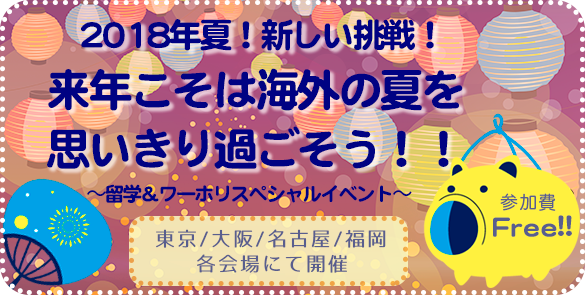 2018年夏！新しい挑戦！
来年こそは海外の夏を
思いきり過ごそう！！
～留学&ワーホリスペシャルイベント～
東京/大阪/名古屋/福岡
各会場にて開催
参加費
Free!!